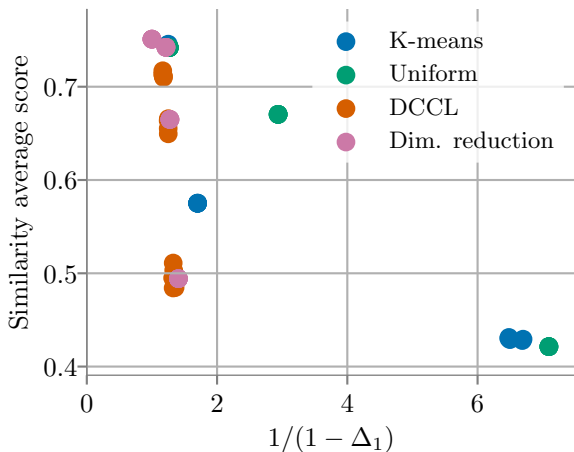 K-means
Uniform
DCCL
Dim. reduction
Similarity average score
0.7
0.6
0.5
0.4
0 2 4 6
1/(1 − Δ₁)